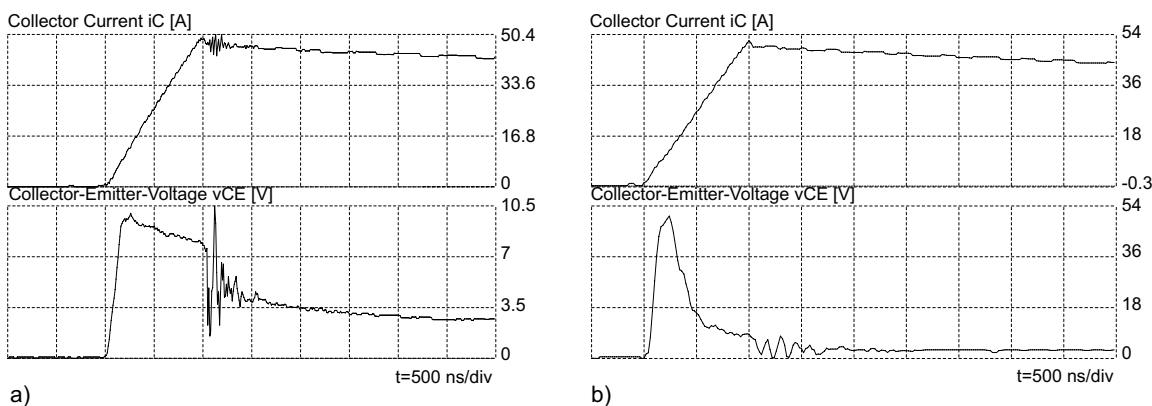 Collector Current iC [A]
50.4
33.6
16.8
0
Collector-Emitter-Voltage vCE [V]
10.5
7
3.5
0
t=500 ns/div
a)
Collector Current iC [A]
54
36
18
-0.3
Collector-Emitter-Voltage vCE [V]
54
36
18
0
t=500 ns/div
b)